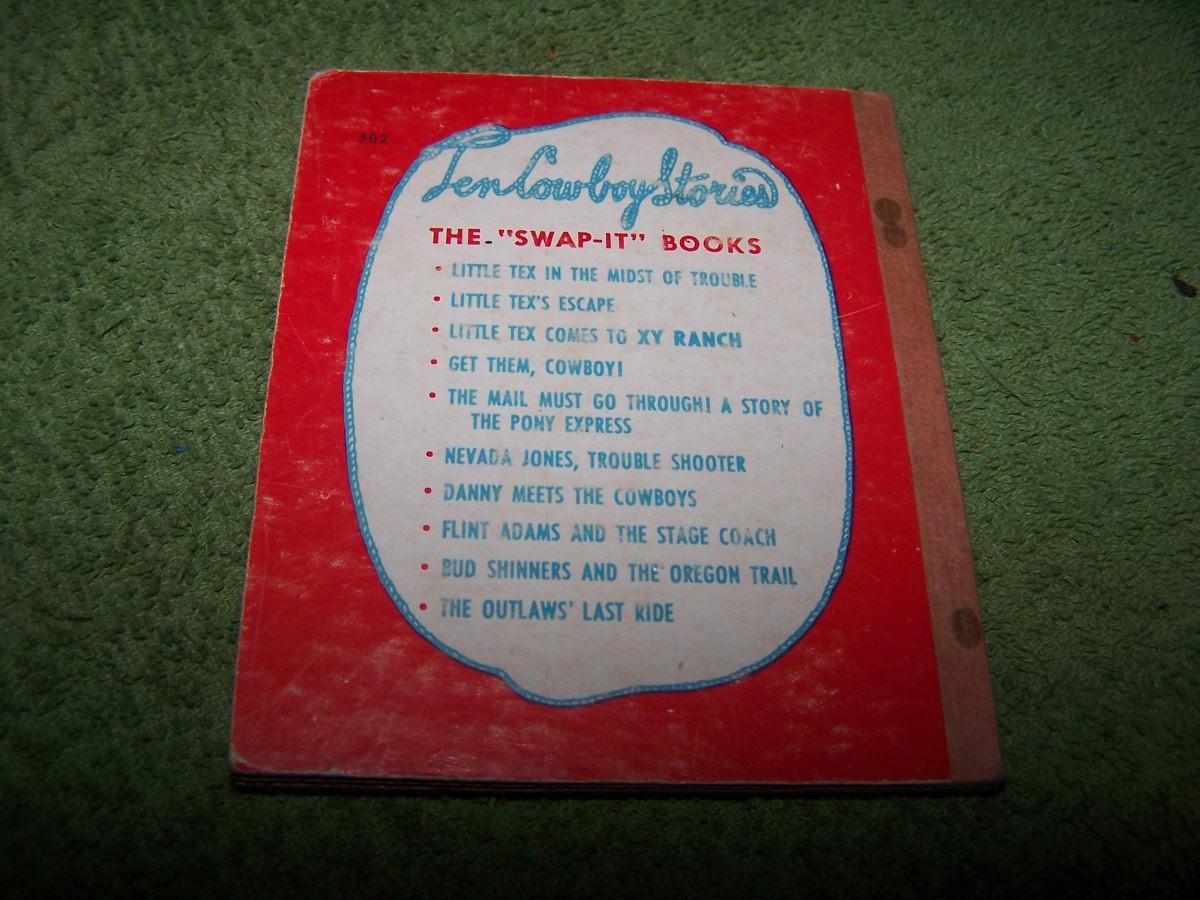 582
Ten Cowboy Stories
THE "SWAP-IT" BOOKS
• LITTLE TEX IN THE MIDST OF TROUBLE
• LITTLE TEX'S ESCAPE
• LITTLE TEX COMES TO XY RANCH
• GET THEM, COWBOY!
• THE MAIL MUST GO THROUGH! A STORY OF
THE PONY EXPRESS
• NEVADA JONES, TROUBLE SHOOTER
• DANNY MEETS THE COWBOYS
• FLINT ADAMS AND THE STAGE COACH
• BUD SHINNERS AND THE OREGON TRAIL
• THE OUTLAWS' LAST RIDE